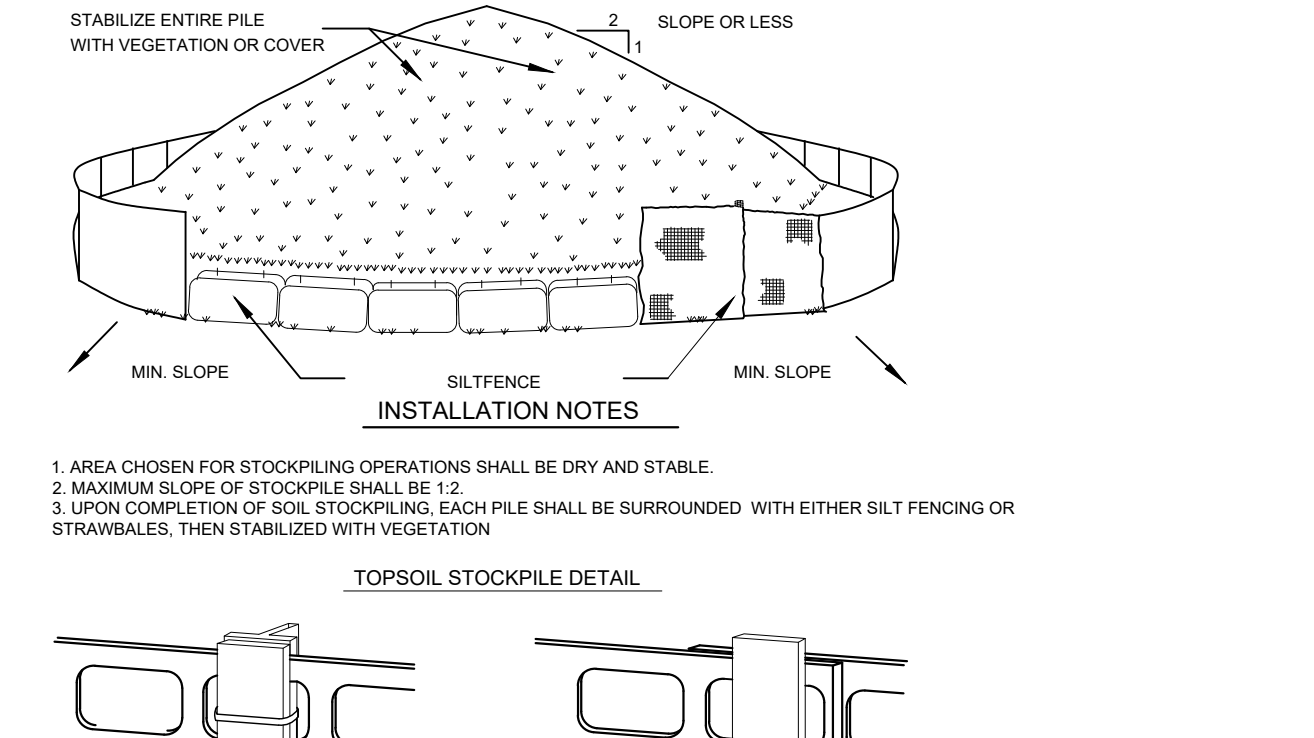 STABILIZE ENTIRE PILE
WITH VEGETATION OR COVER
2
1
SLOPE OR LESS
MIN. SLOPE
SILTFENCE
MIN. SLOPE
INSTALLATION NOTES
1. AREA CHOSEN FOR STOCKPILING OPERATIONS SHALL BE DRY AND STABLE.
2. MAXIMUM SLOPE OF STOCKPILE SHALL BE 1:2.
3. UPON COMPLETION OF SOIL STOCKPILING, EACH PILE SHALL BE SURROUNDED  WITH EITHER SILT FENCING OR
STRAWBALES, THEN STABILIZED WITH VEGETATION
TOPSOIL STOCKPILE DETAIL